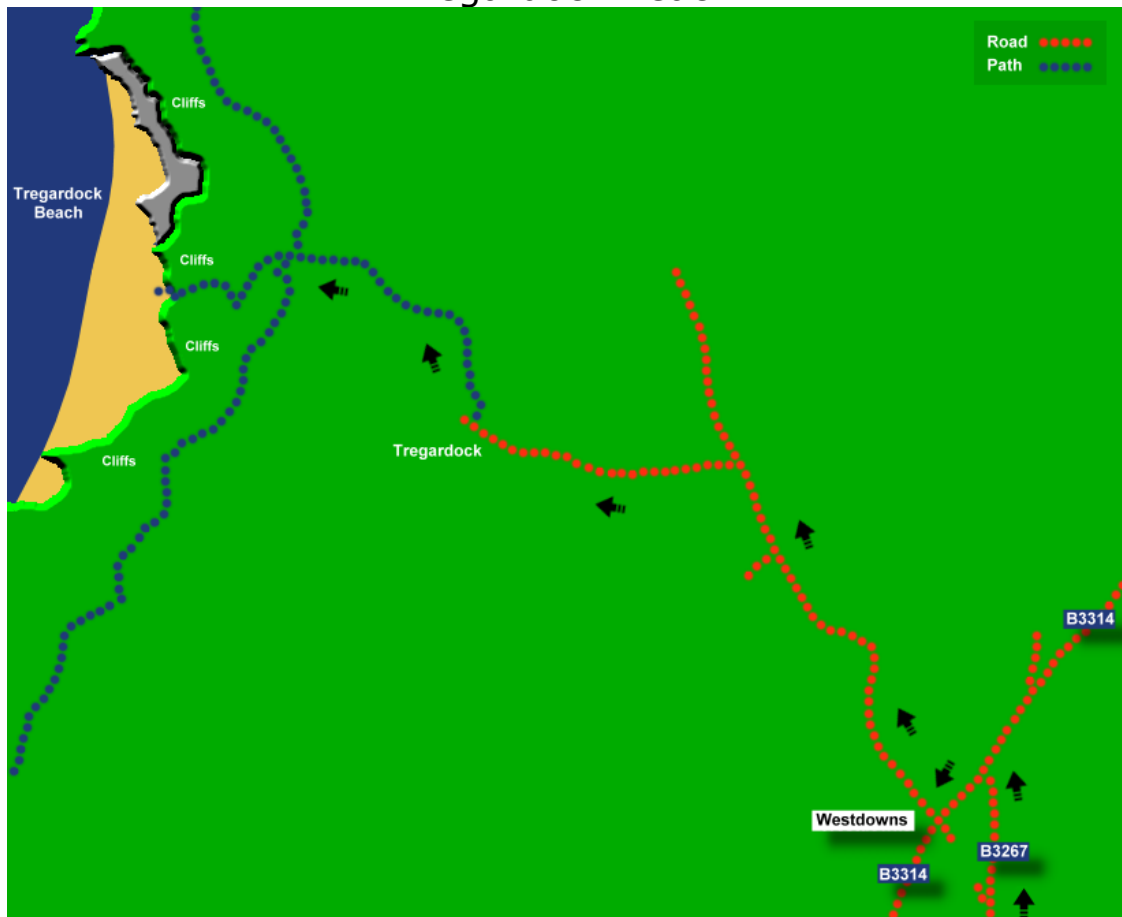 Road
Path
Cliffs
Tregardock
Beach
Cliffs
Cliffs
Tregardock
Cliffs
B3314
Westdowns
B3267
B3314